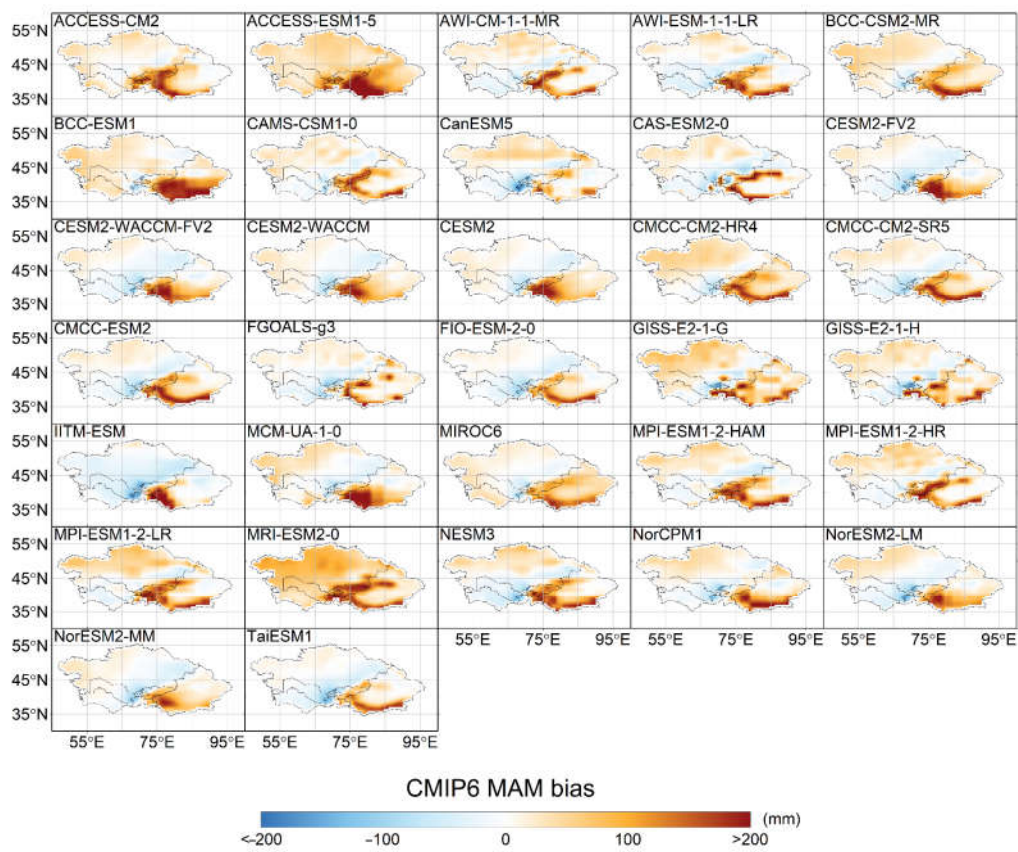 ACCESS-CM2 ACCESS-ESM1-5 AWI-CM-1-1-MR AWI-ESM-1-1-LR BCC-CSM2-MR
55°N
45°N
35°N
BCC-ESM1 CAMS-CSM1-0 CanESM5 CAS-ESM2-0 CESM2-FV2
55°N
45°N
35°N
CESM2-WACCM-FV2 CESM2-WACCM CESM2 CMCC-CM2-HR4 CMCC-CM2-SR5
55°N
45°N
35°N
CMCC-ESM2 FGOALS-g3 FIO-ESM-2-0 GISS-E2-1-G GISS-E2-1-H
55°N
45°N
35°N
IITM-ESM MCM-UA-1-0 MIROC6 MPI-ESM1-2-HAM MPI-ESM1-2-HR
55°N
45°N
35°N
MPI-ESM1-2-LR MRI-ESM2-0 NESM3 NorCPM1 NorESM2-LM
55°N
45°N
35°N
NorESM2-MM TaiESM1 55°E 75°E 95°E 55°E 75°E 95°E 55°E 75°E 95°E
55°N
45°N
35°N
55°E 75°E 95°E 55°E 75°E 95°E
CMIP6 MAM bias
(mm)
<-200 -100 0 100 >200